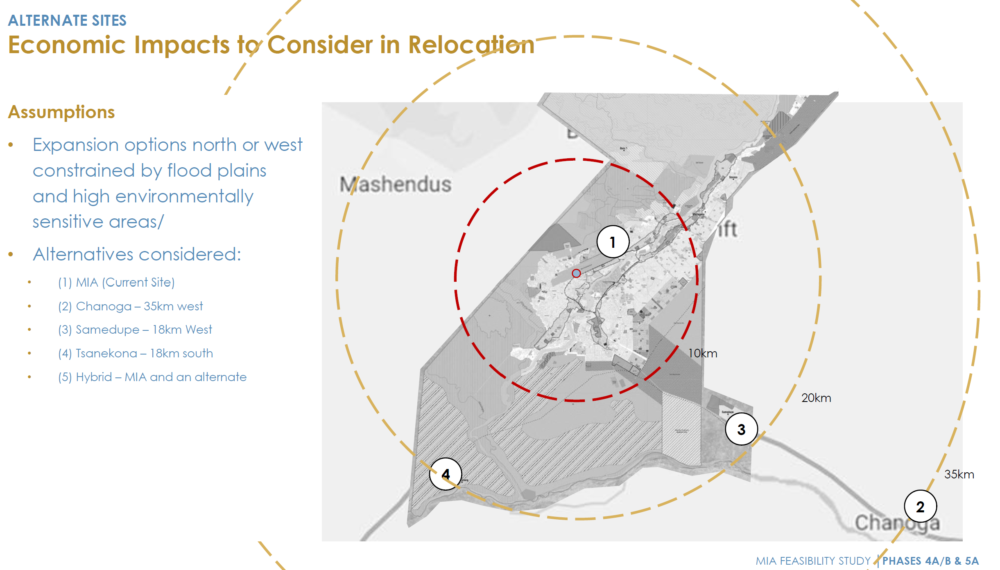 ALTERNATE SITES
Economic Impacts to Consider in Relocation
Assumptions
• Expansion options north or west
constrained by flood plains
and high environmentally
sensitive areas/
• Alternatives considered:
• (1) MIA (Current Site)
• (2) Chanoga – 35km west
• (3) Samedupe – 18km West
• (4) Tsanekona – 18km south
• (5) Hybrid – MIA and an alternate
Mashendus
ift
1
10km
20km
3
35km
4
2
Chanoga
MIA FEASIBILITY STUDY | PHASES 4A/B & 5A